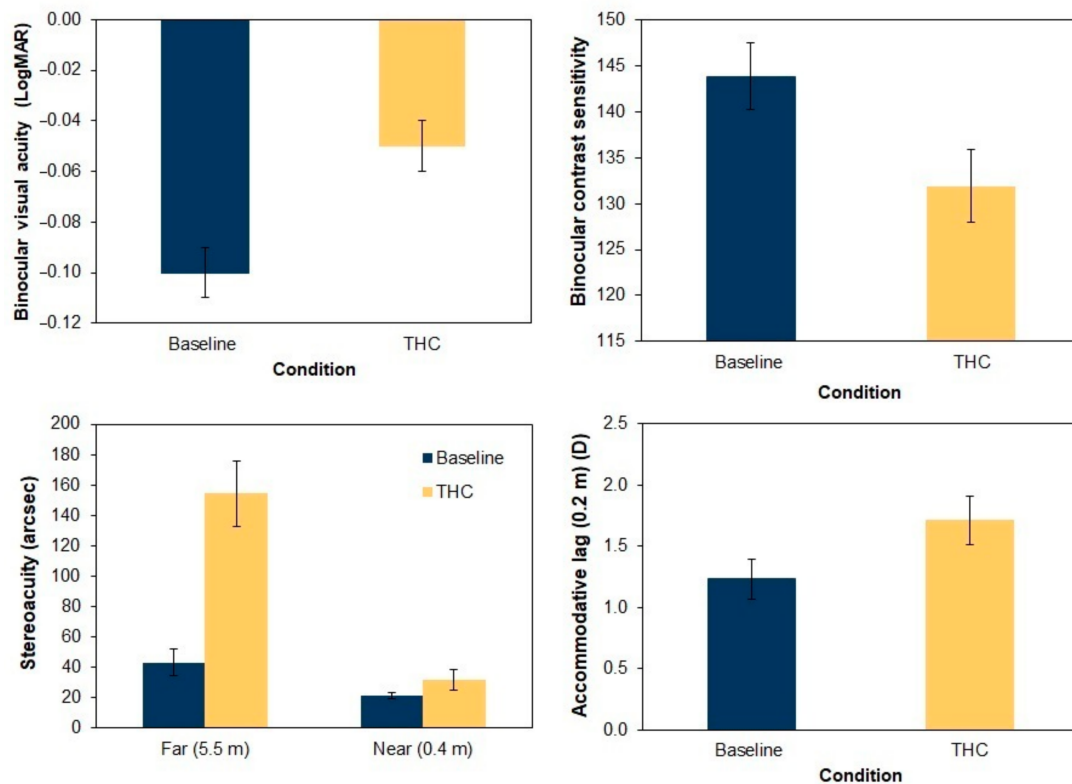 Binocular visual acuity (LogMAR)
0.00
–0.02
–0.04
–0.06
–0.08
–0.10
–0.12
Baseline
THC
Condition
Binocular contrast sensitivity
150
145
140
135
130
125
120
115
Baseline
THC
Condition
Stereoacuity (arcsec)
200
180
160
140
120
100
80
60
40
20
0
Baseline
THC
Far (5.5 m)
Near (0.4 m)
Accommodative lag (0.2 m) (D)
2.5
2.0
1.5
1.0
0.5
0.0
Baseline
THC
Condition